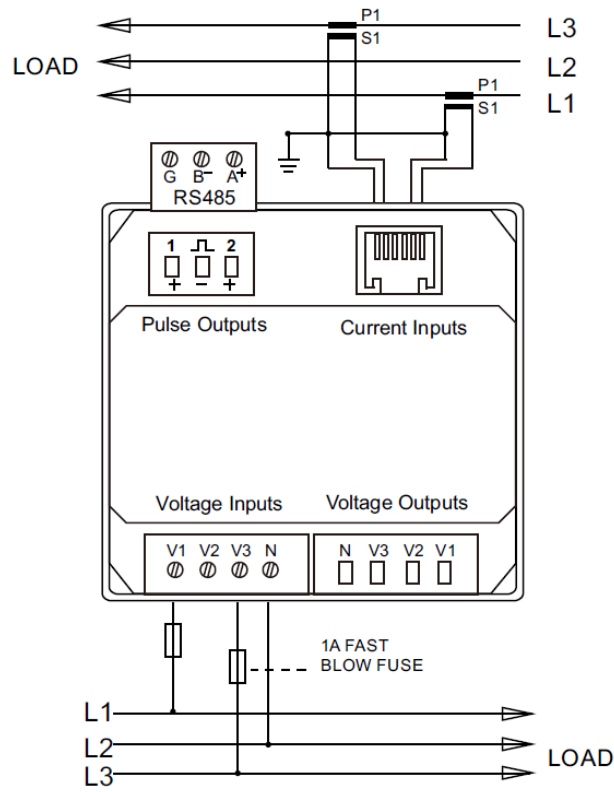 P1
L3
S1
LOAD
L2
P1
L1
S1
G B- A+
RS485
1 2
+ - +
Pulse Outputs
Current Inputs
Voltage Inputs
Voltage Outputs
V1 V2 V3 N
N V3 V2 V1
1A FAST
BLOW FUSE
L1
L2
LOAD
L3